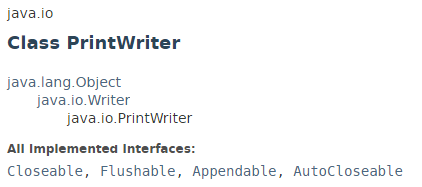 java.io
Class PrintWriter
java.lang.Object
java.io.Writer
java.io.PrintWriter
All Implemented Interfaces:
Closeable, Flushable, Appendable, AutoCloseable